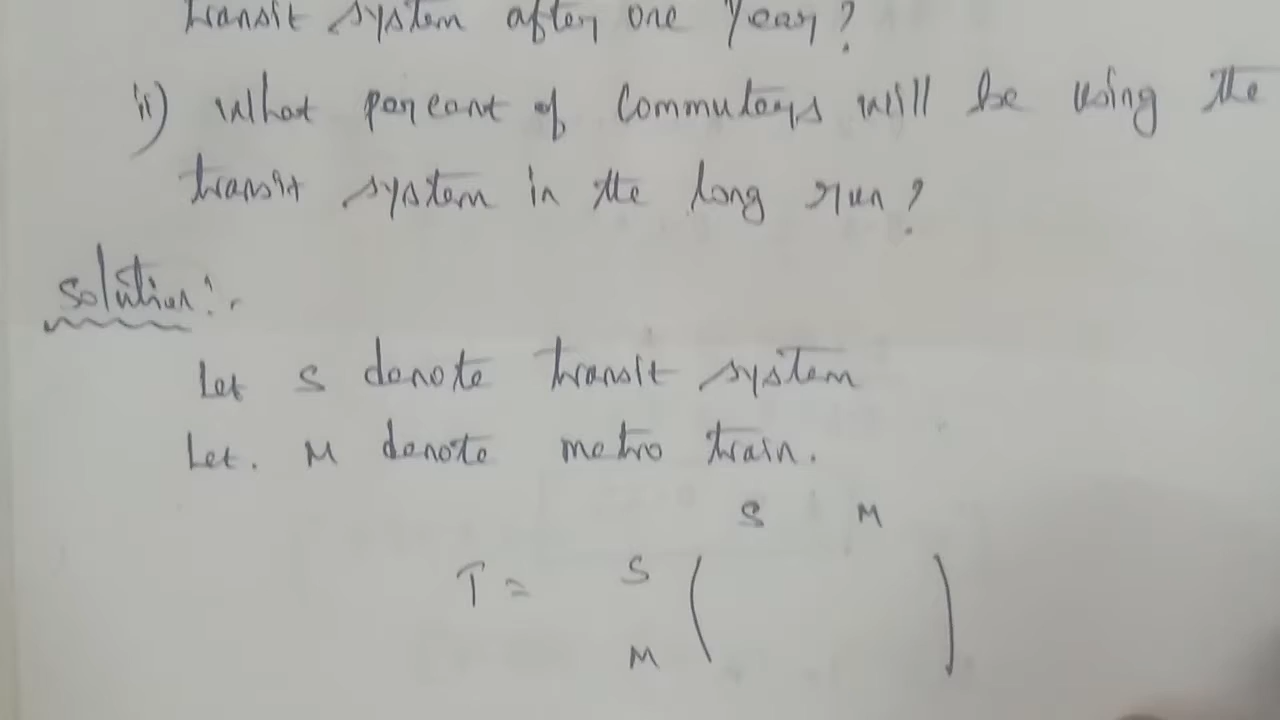 transit system after one year?
ii) What percent of commuters will be using the
transit system in the long run?
Solution:-
Let S denote transit system
Let. M denote metro train.
S M
T = S ( )
M